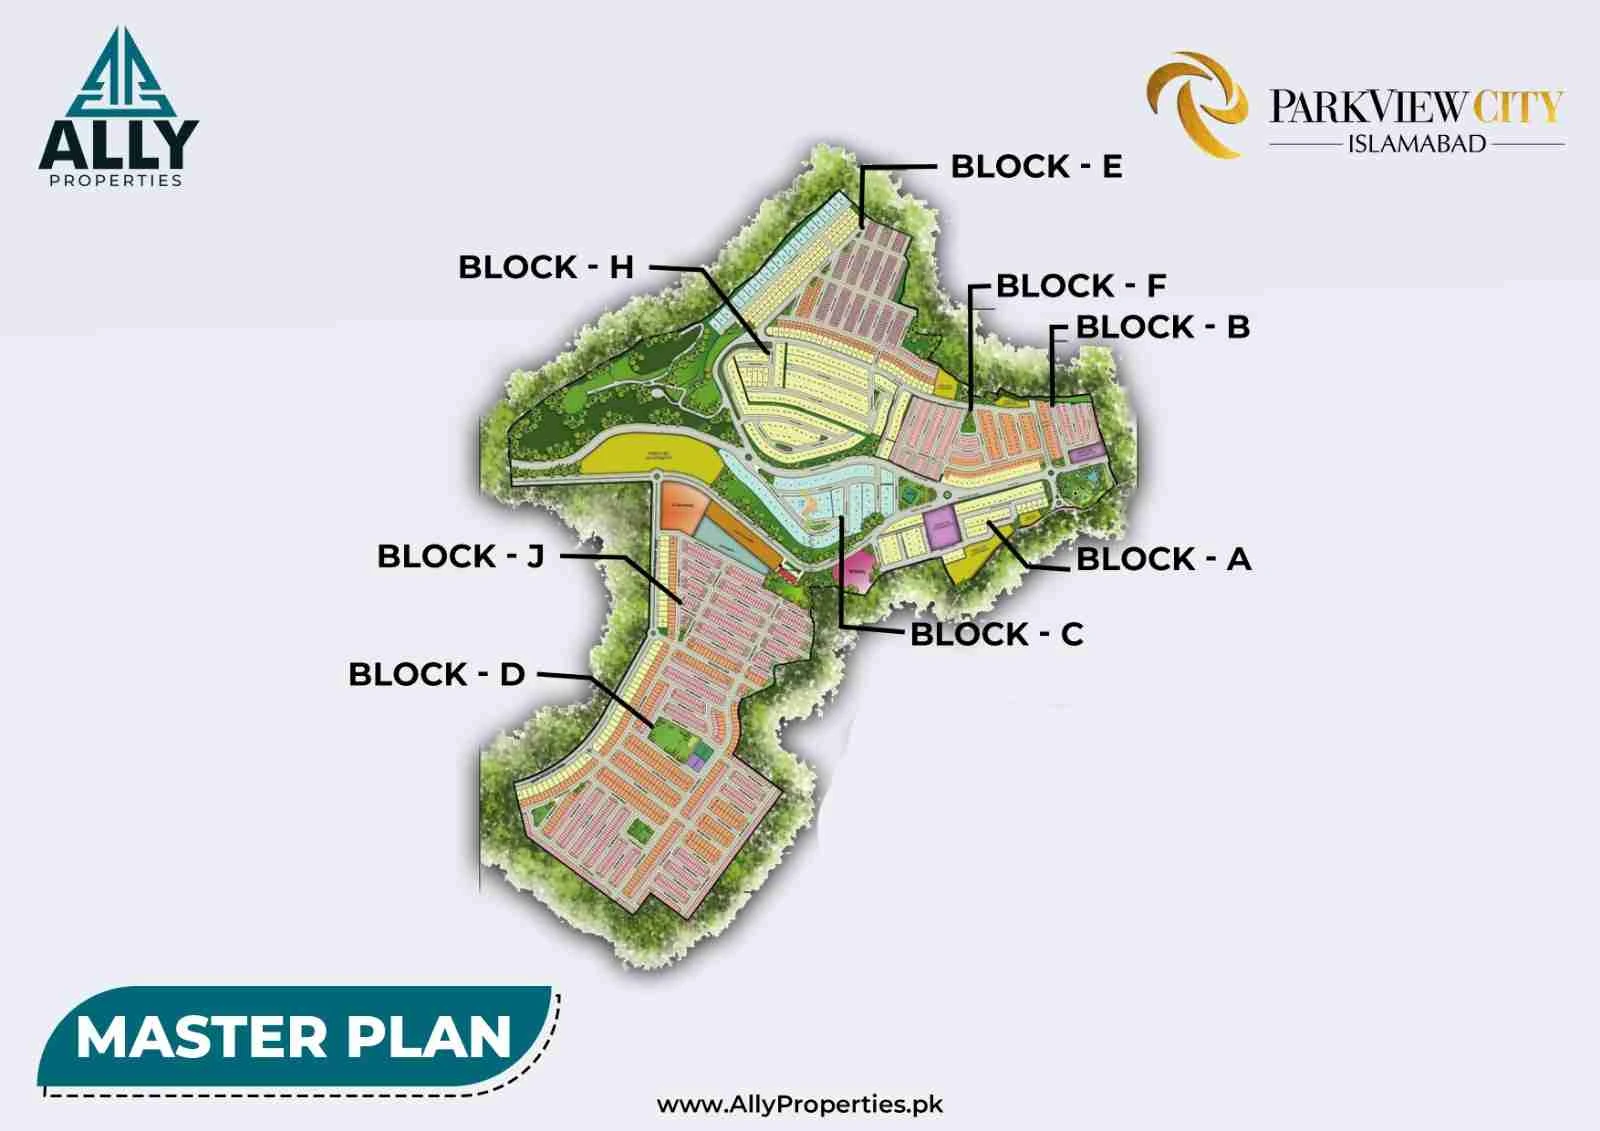 ALLY
PROPERTIES
PARKVIEW CITY
ISLAMABAD
BLOCK - E
BLOCK - H
BLOCK - F
BLOCK - B
BLOCK - J
BLOCK - A
BLOCK - C
BLOCK - D
MASTER PLAN
www.AllyProperties.pk